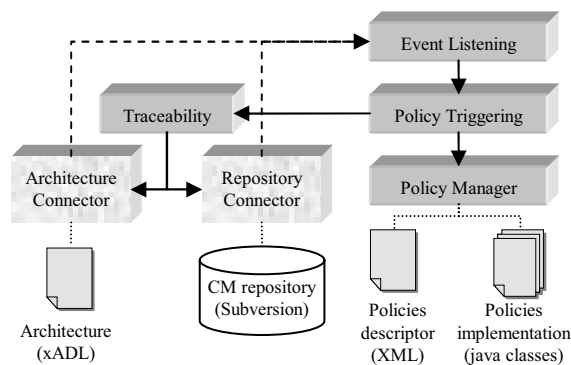 Event Listening
Traceability
Policy Triggering
Architecture
Connector
Repository
Connector
Policy Manager
CM repository
(Subversion)
Architecture
(xADL)
Policies
descriptor
(XML)
Policies
implementation
(java classes)